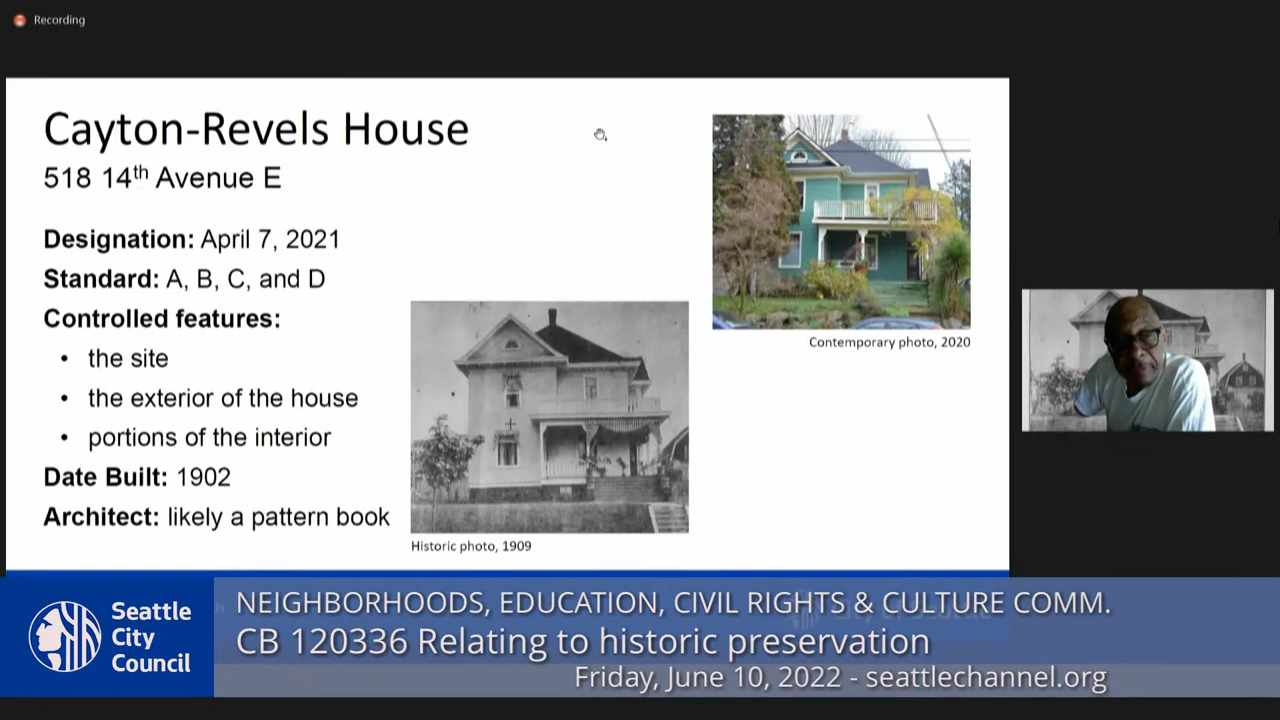 Recording
Cayton-Revels House
518 14th Avenue E
Designation: April 7, 2021
Standard: A, B, C, and D
Controlled features:
• the site
• the exterior of the house
• portions of the interior
Date Built: 1902
Architect: likely a pattern book
Contemporary photo, 2020
Historic photo, 1909
Seattle
City
Council
NEIGHBORHOODS, EDUCATION, CIVIL RIGHTS & CULTURE COMM.
CB 120336 Relating to historic preservation
Friday, June 10, 2022 - seattlechannel.org